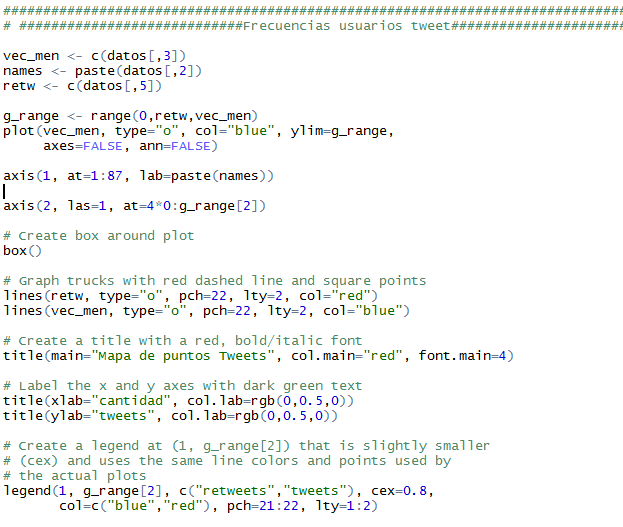 ##############################################################################
# ############################Frecuencias usuarios tweet######################
vec_men <- c(datos[,3])
names <- paste(datos[,2])
retw <- c(datos[,5])
g_range <- range(0,retw,vec_men)
plot(vec_men, type="o", col="blue", ylim=g_range,
     axes=FALSE, ann=FALSE)
axis(1, at=1:87, lab=paste(names))
axis(2, las=1, at=4*0:g_range[2])
# Create box around plot
box()
# Graph trucks with red dashed line and square points
lines(retw, type="o", pch=22, lty=2, col="red")
lines(vec_men, type="o", pch=22, lty=2, col="blue")
# Create a title with a red, bold/italic font
title(main="Mapa de puntos Tweets", col.main="red", font.main=4)
# Label the x and y axes with dark green text
title(xlab="cantidad", col.lab=rgb(0,0.5,0))
title(ylab="tweets", col.lab=rgb(0,0.5,0))
# Create a legend at (1, g_range[2]) that is slightly smaller
# (cex) and uses the same line colors and points used by
# the actual plots
legend(1, g_range[2], c("retweets","tweets"), cex=0.8,
       col=c("blue","red"), pch=21:22, lty=1:2)